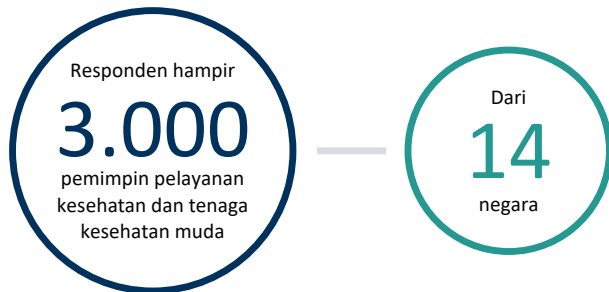 Responden hampir
3.000
pemimpin pelayanan
kesehatan dan tenaga
kesehatan muda
Dari
14
negara